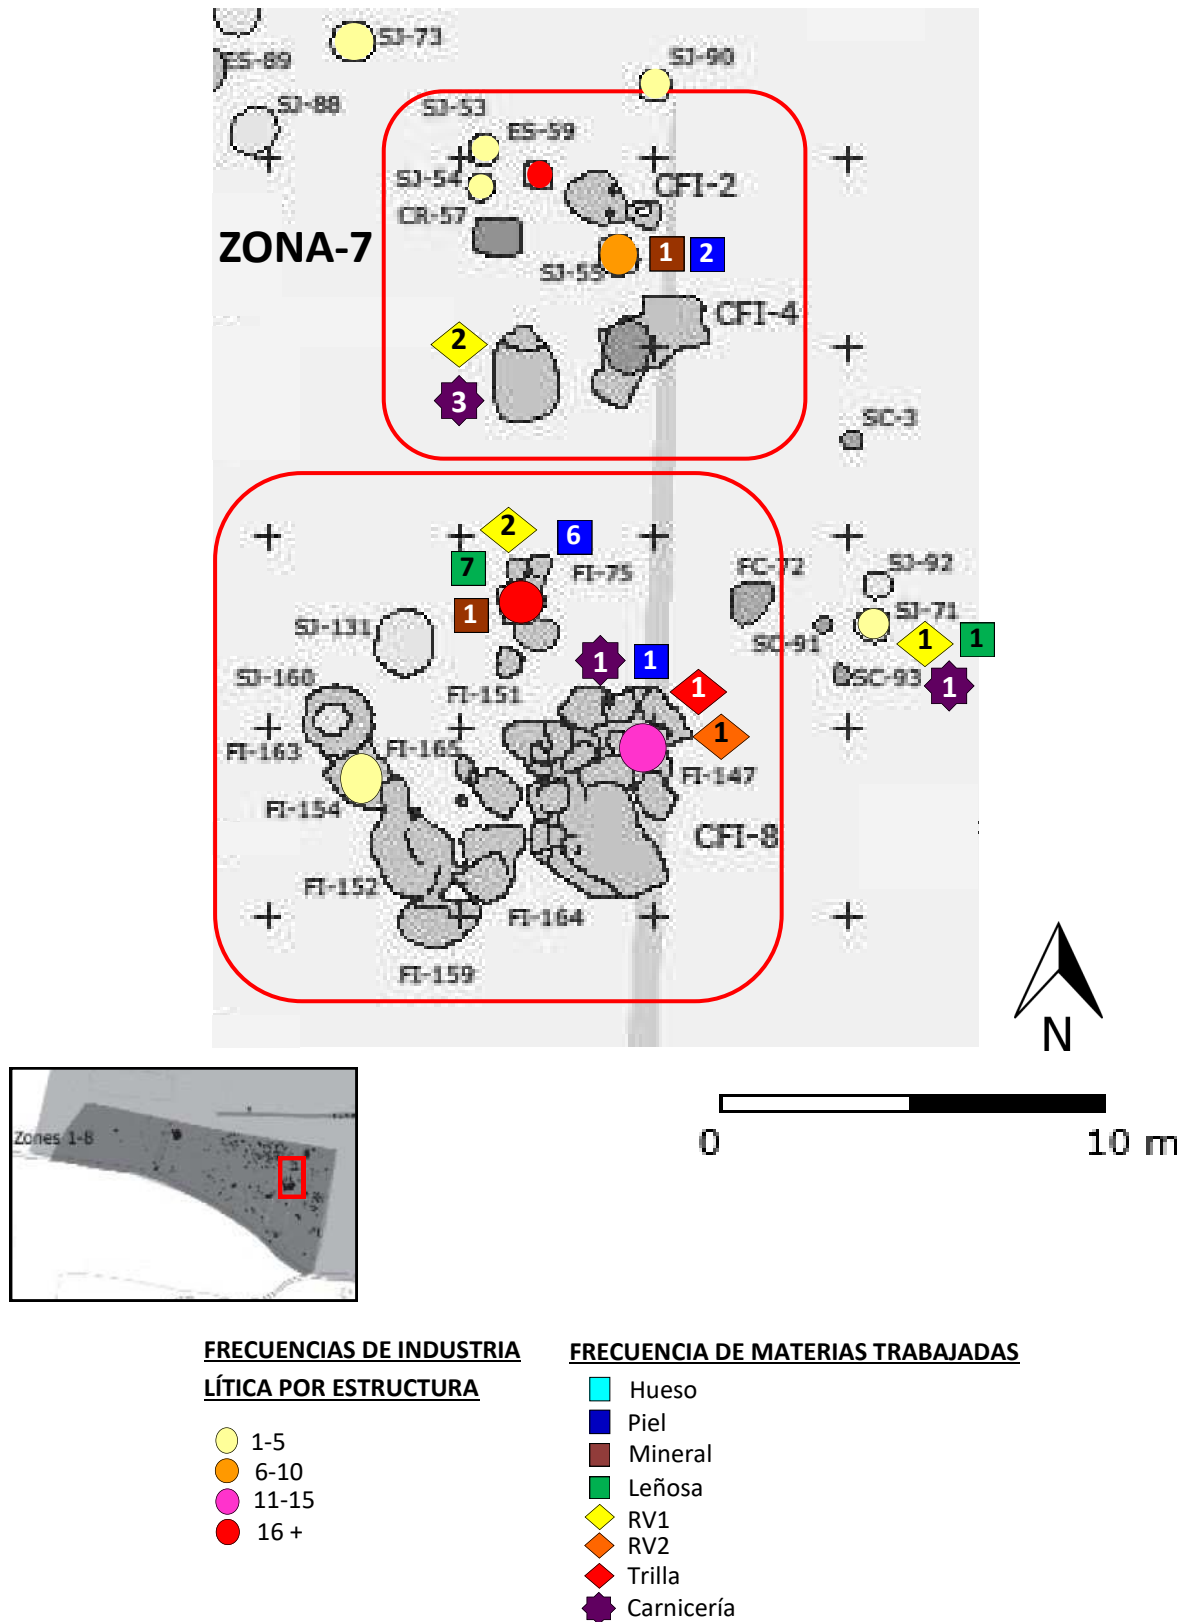 SJ-73
ES-89
SJ-90
SJ-88
SJ-53
ES-59
SJ-54
CFI-2
CR-57
ZONA-7
SJ-55
1
2
CFI-4
2
3
SC-3
2
6
7
FI-75
FC-72
SJ-92
1
SJ-71
SJ-131
SC-91
1
1
1
1
SC-93
1
SJ-160
FI-151
1
1
FI-163
FI-165
FI-147
FI-154
CFI-8
FI-152
FI-164
FI-159
N
Zones 1-8
0
10 m
FRECUENCIAS DE INDUSTRIA
LÍTICA POR ESTRUCTURA
1-5
6-10
11-15
16 +
FRECUENCIA DE MATERIAS TRABAJADAS
Hueso
Piel
Mineral
Leñosa
RV1
RV2
Trilla
Carnicería